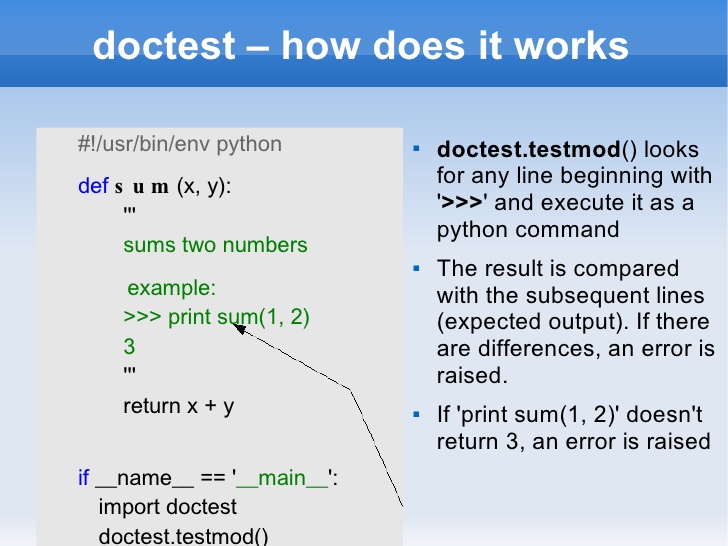 doctest – how does it works
#!/usr/bin/env python
def sum (x, y):
'''
sums two numbers
example:
>>> print sum(1, 2)
3
'''
return x + y
if __name__ == '__main__':
import doctest
doctest.testmod()
▪ doctest.testmod() looks
for any line beginning with
'>>>' and execute it as a
python command
▪ The result is compared
with the subsequent lines
(expected output). If there
are differences, an error is
raised.
▪ If 'print sum(1, 2)' doesn't
return 3, an error is raised